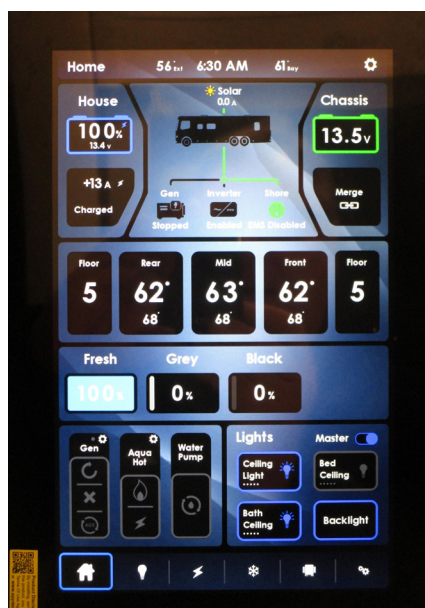 Home 56° Ext 6:30 AM 61° Bay
House
Solar
0.0 A
Chassis
100%
13.4 v
13.5v
+13 A
Charged
Gen
Inverter
Shore
Merge
Stopped
Enabled
EMS Disabled
Floor Rear Mid Front Floor
5 62° 63° 62° 5
68° 68° 68°
Fresh Grey Black
100% 0% 0%
Gen
Aqua
Hot
Water
Pump
AGS
Lights Master
Ceiling
Light
Bed
Ceiling
Bath
Ceiling
Backlight